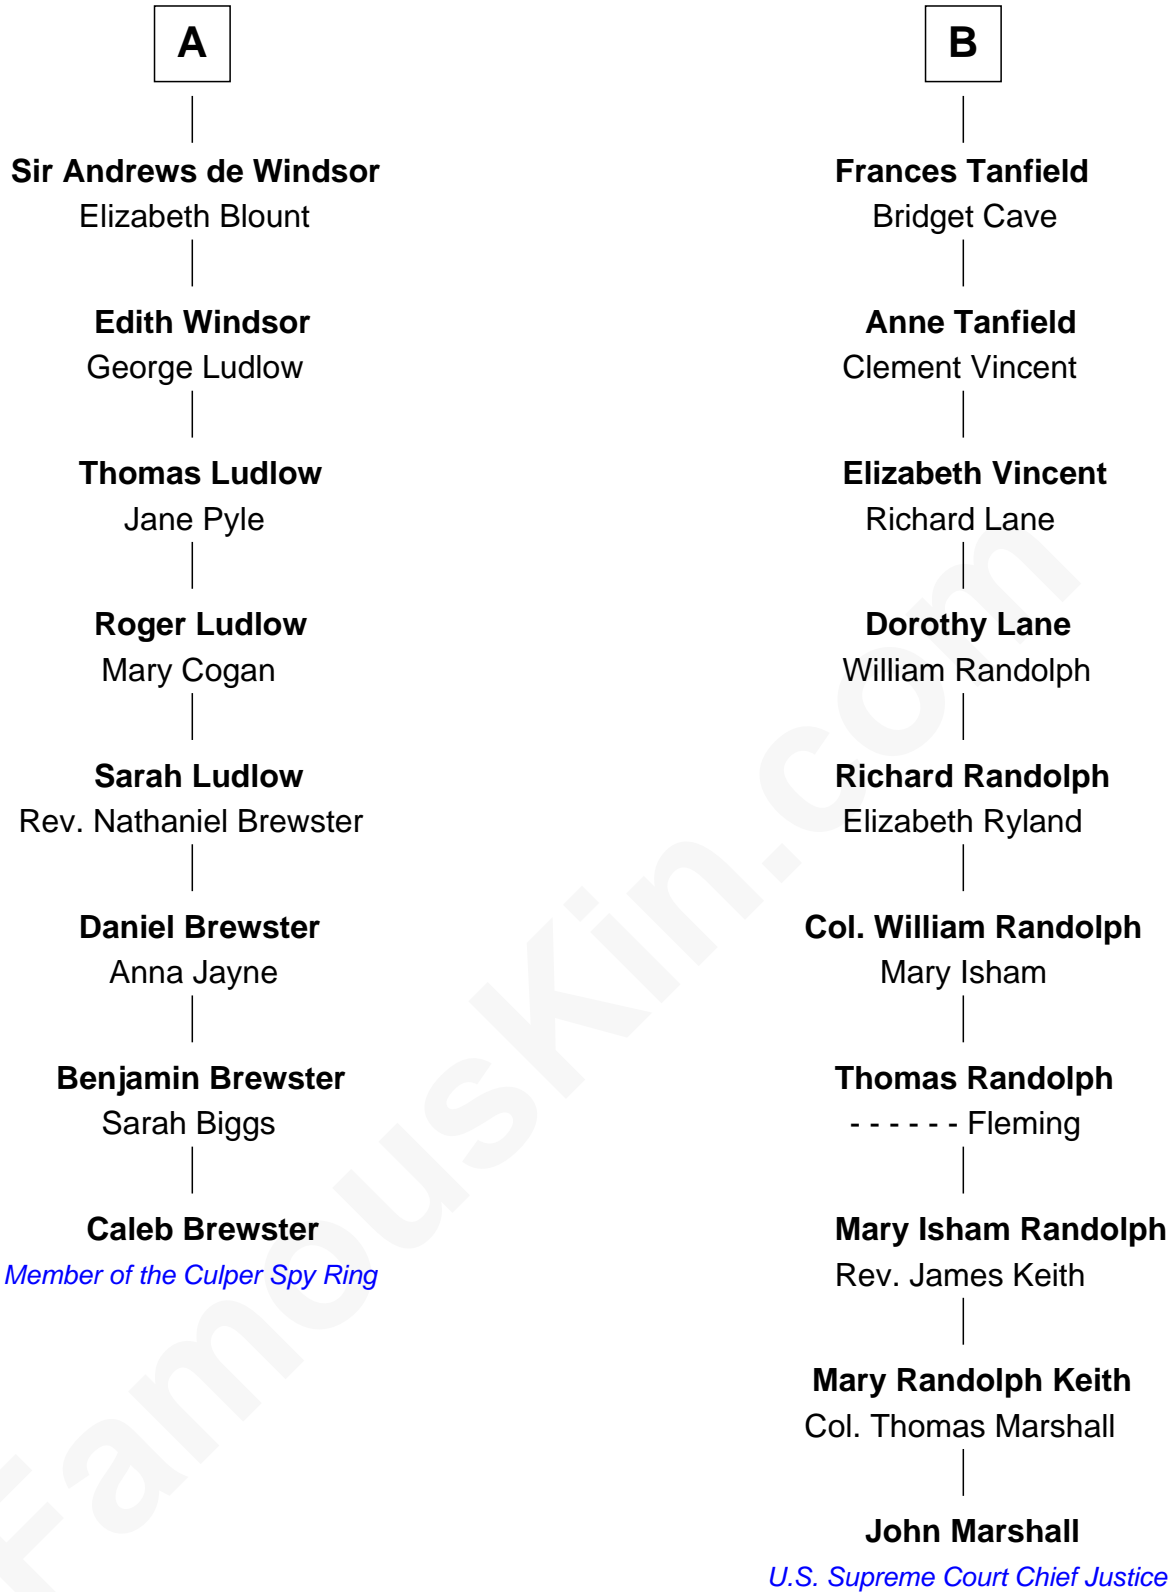 A
Sir Andrews de Windsor
Elizabeth Blount
Edith Windsor
George Ludlow
Thomas Ludlow
Jane Pyle
Roger Ludlow
Mary Cogan
Sarah Ludlow
Rev. Nathaniel Brewster
Daniel Brewster
Anna Jayne
Benjamin Brewster
Sarah Biggs
Caleb Brewster
Member of the Culper Spy Ring
B
Frances Tanfield
Bridget Cave
Anne Tanfield
Clement Vincent
Elizabeth Vincent
Richard Lane
Dorothy Lane
William Randolph
Richard Randolph
Elizabeth Ryland
Col. William Randolph
Mary Isham
Thomas Randolph
- - - - - - Fleming
Mary Isham Randolph
Rev. James Keith
Mary Randolph Keith
Col. Thomas Marshall
John Marshall
U.S. Supreme Court Chief Justice
FamousKin.com